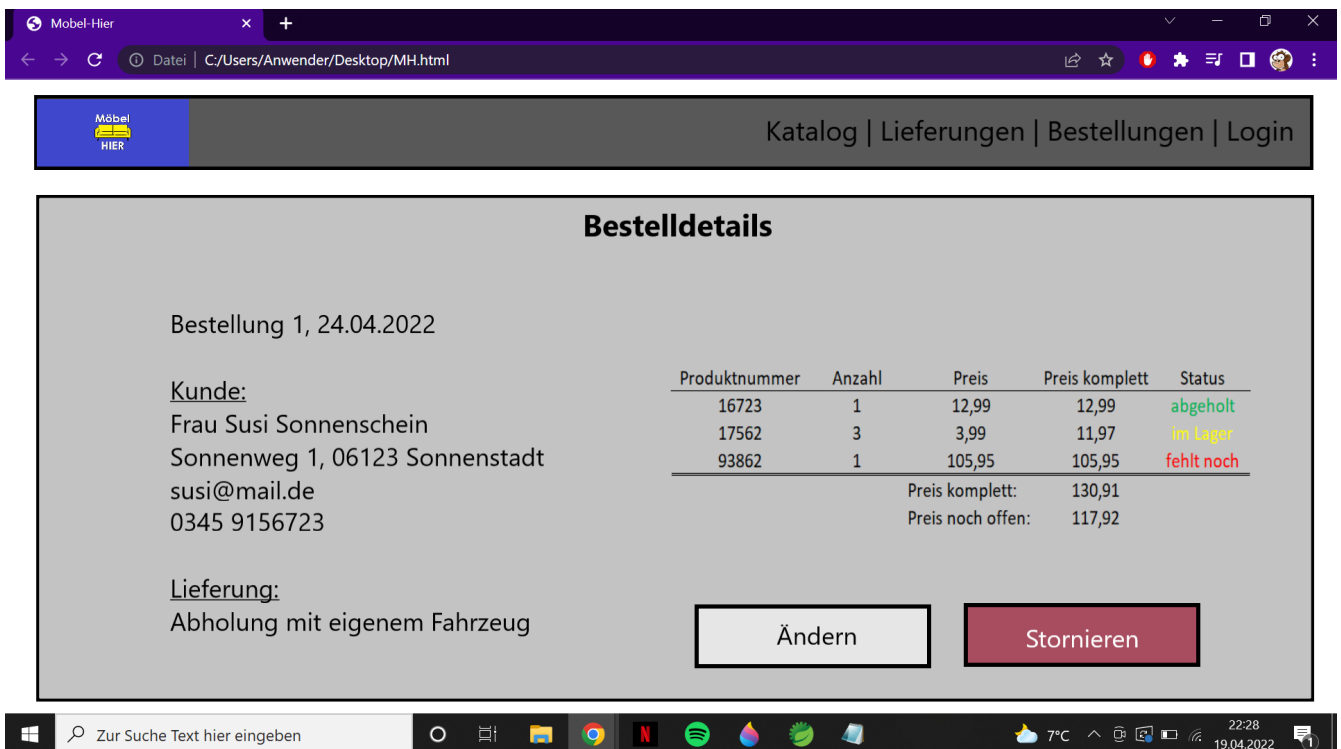 Mobel-Hier
Datei | C:/Users/Anwender/Desktop/MH.html
Möbel
HIER
Katalog | Lieferungen | Bestellungen | Login
Bestelldetails
Bestellung 1, 24.04.2022
Kunde:
Frau Susi Sonnenschein
Sonnenweg 1, 06123 Sonnenstadt
susi@mail.de
0345 9156723
Lieferung:
Abholung mit eigenem Fahrzeug
Produktnummer Anzahl Preis Preis komplett Status
16723 1 12,99 12,99 abgeholt
17562 3 3,99 11,97 im Lager
93862 1 105,95 105,95 fehlt noch
Preis komplett: 130,91
Preis noch offen: 117,92
Ändern Stornieren
Zur Suche Text hier eingeben
N
7°C
22:28
19.04.2022
1